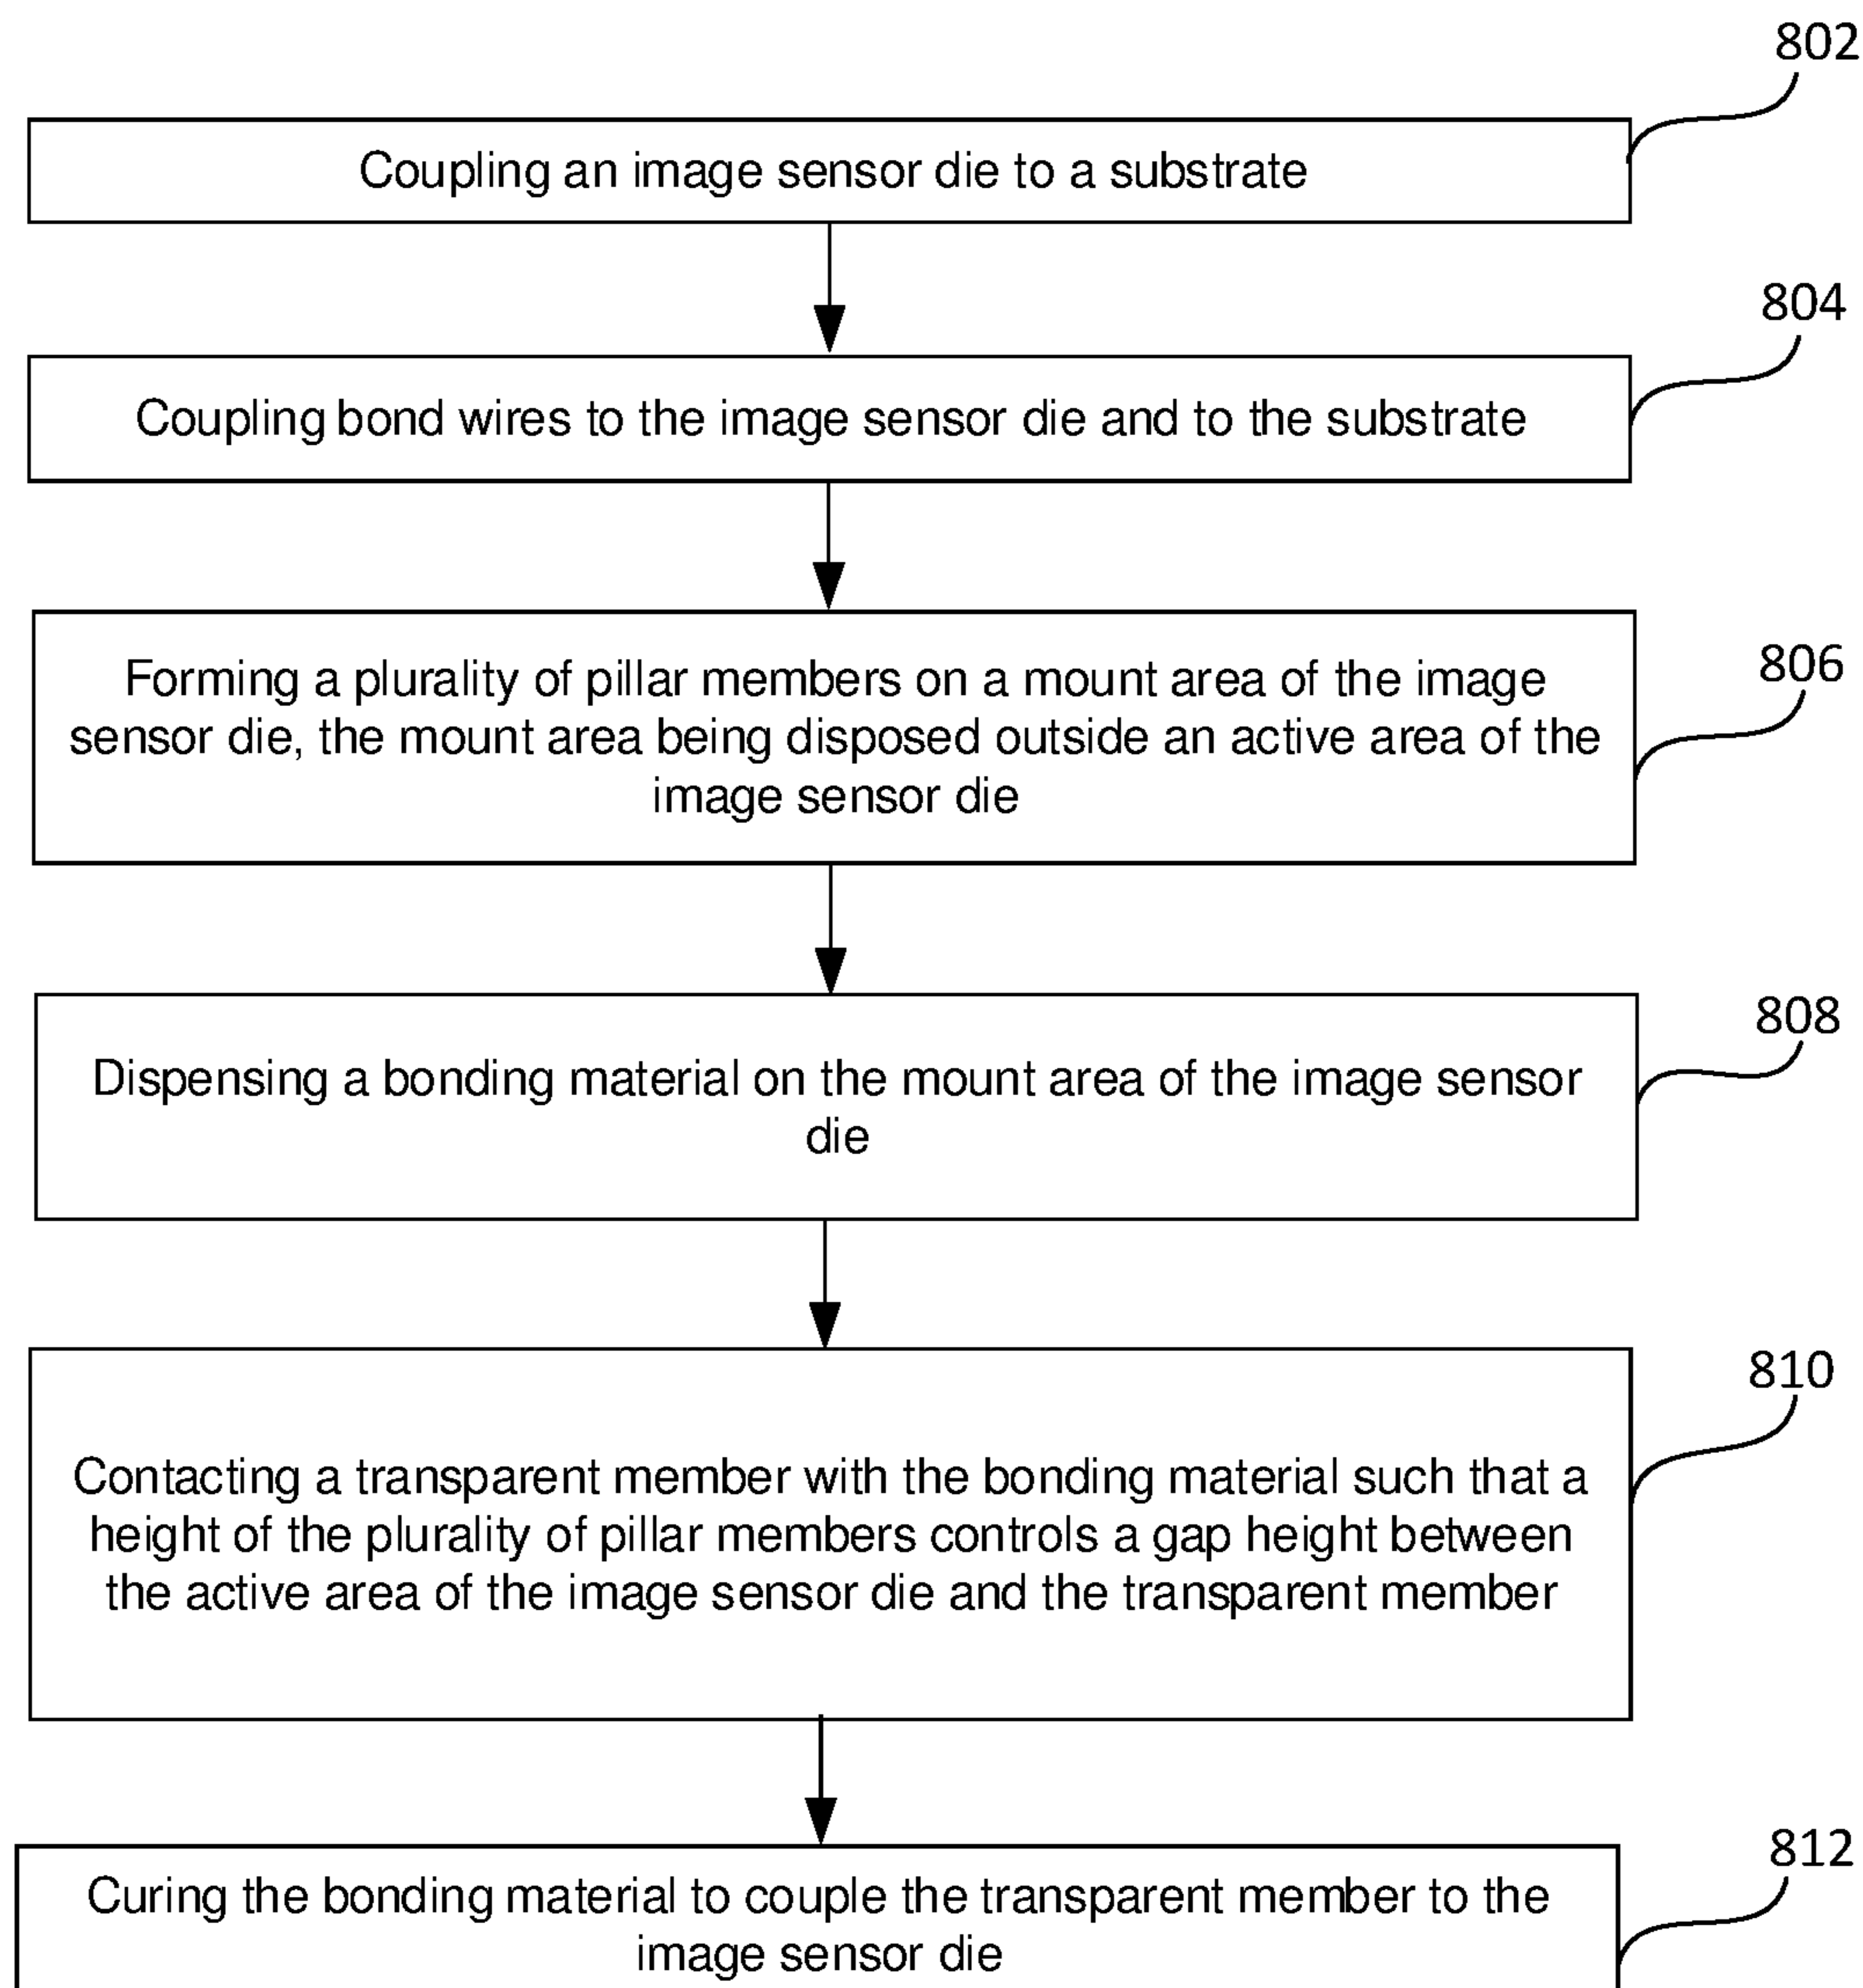 802
Coupling an image sensor die to a substrate
804
Coupling bond wires to the image sensor die and to the substrate
806
Forming a plurality of pillar members on a mount area of the image
sensor die, the mount area being disposed outside an active area of the
image sensor die
808
Dispensing a bonding material on the mount area of the image sensor
die
810
Contacting a transparent member with the bonding material such that a
height of the plurality of pillar members controls a gap height between
the active area of the image sensor die and the transparent member
812
Curing the bonding material to couple the transparent member to the
image sensor die